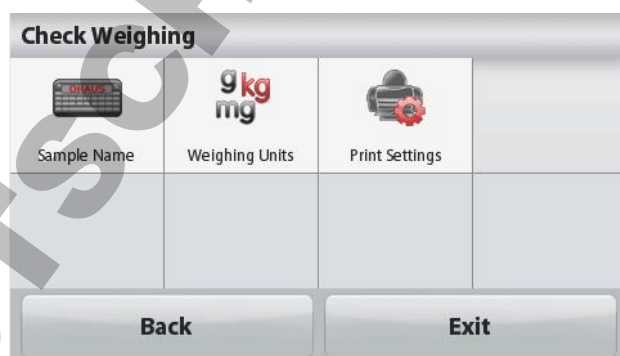 Check Weighing
OHAUS
g kg
mg
Sample Name
Weighing Units
Print Settings
Back
Exit